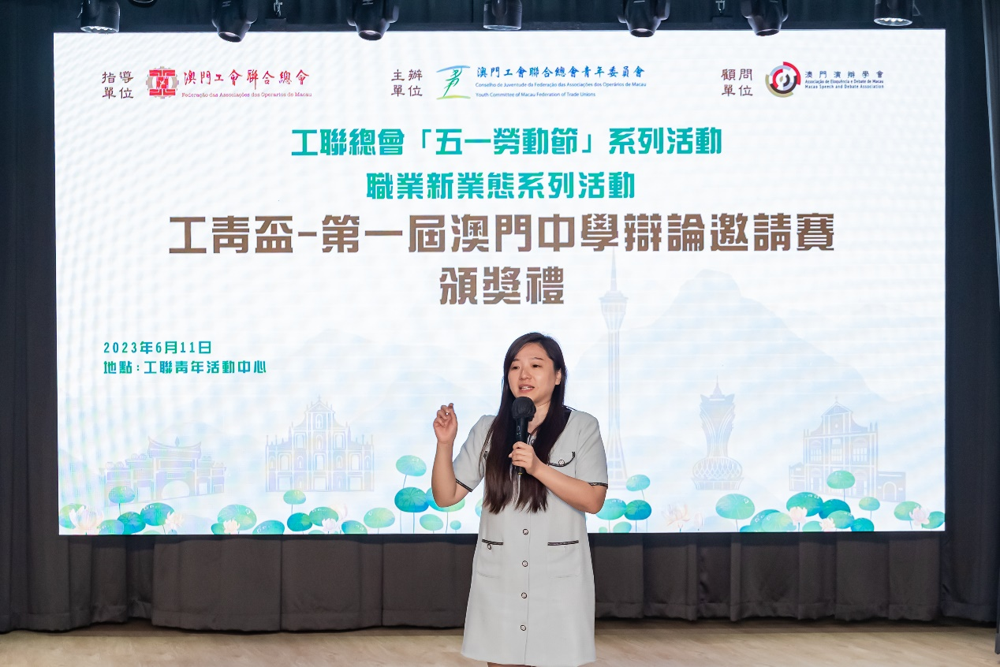 指導單位
澳門工會聯合總會
Federação das Associações dos Operários de Macau
主辦單位
澳門工會聯合總會青年委員會
Conselho de Juventude da Federação das Associações dos Operários de Macau
Youth Committee of Macau Federation of Trade Unions
顧問單位
澳門演辯學會
Associação de Eloquência e Debate de Macau
Macau Speech and Debate Association
工聯總會「五一勞動節」系列活動
職業新業態系列活動
工靑盃-第一屆澳門中學辯論邀請賽
頒獎禮
2023年6月11日
地點:工聯青年活動中心